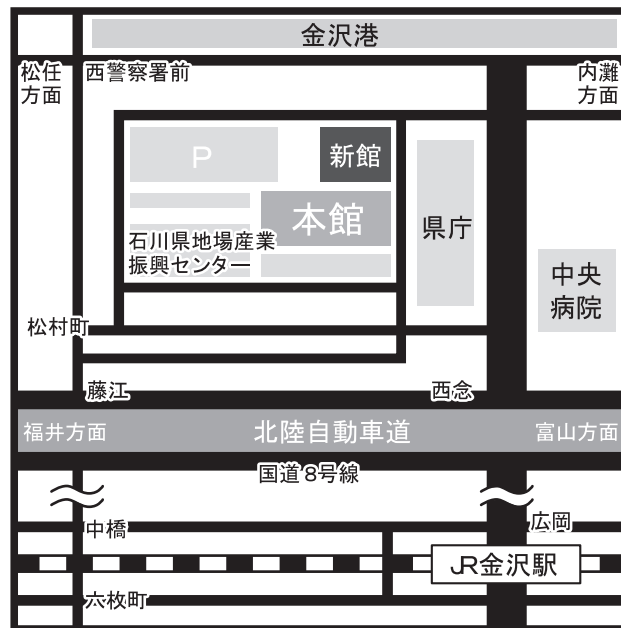 金沢港
松任
方面
西警察署前
内灘
方面
P
新館
本館
県庁
石川県地場産業
振興センター
中央
病院
松村町
藤江
西念
福井方面
北陸自動車道
富山方面
国道8号線
中橋
広岡
JR金沢駅
六枚町